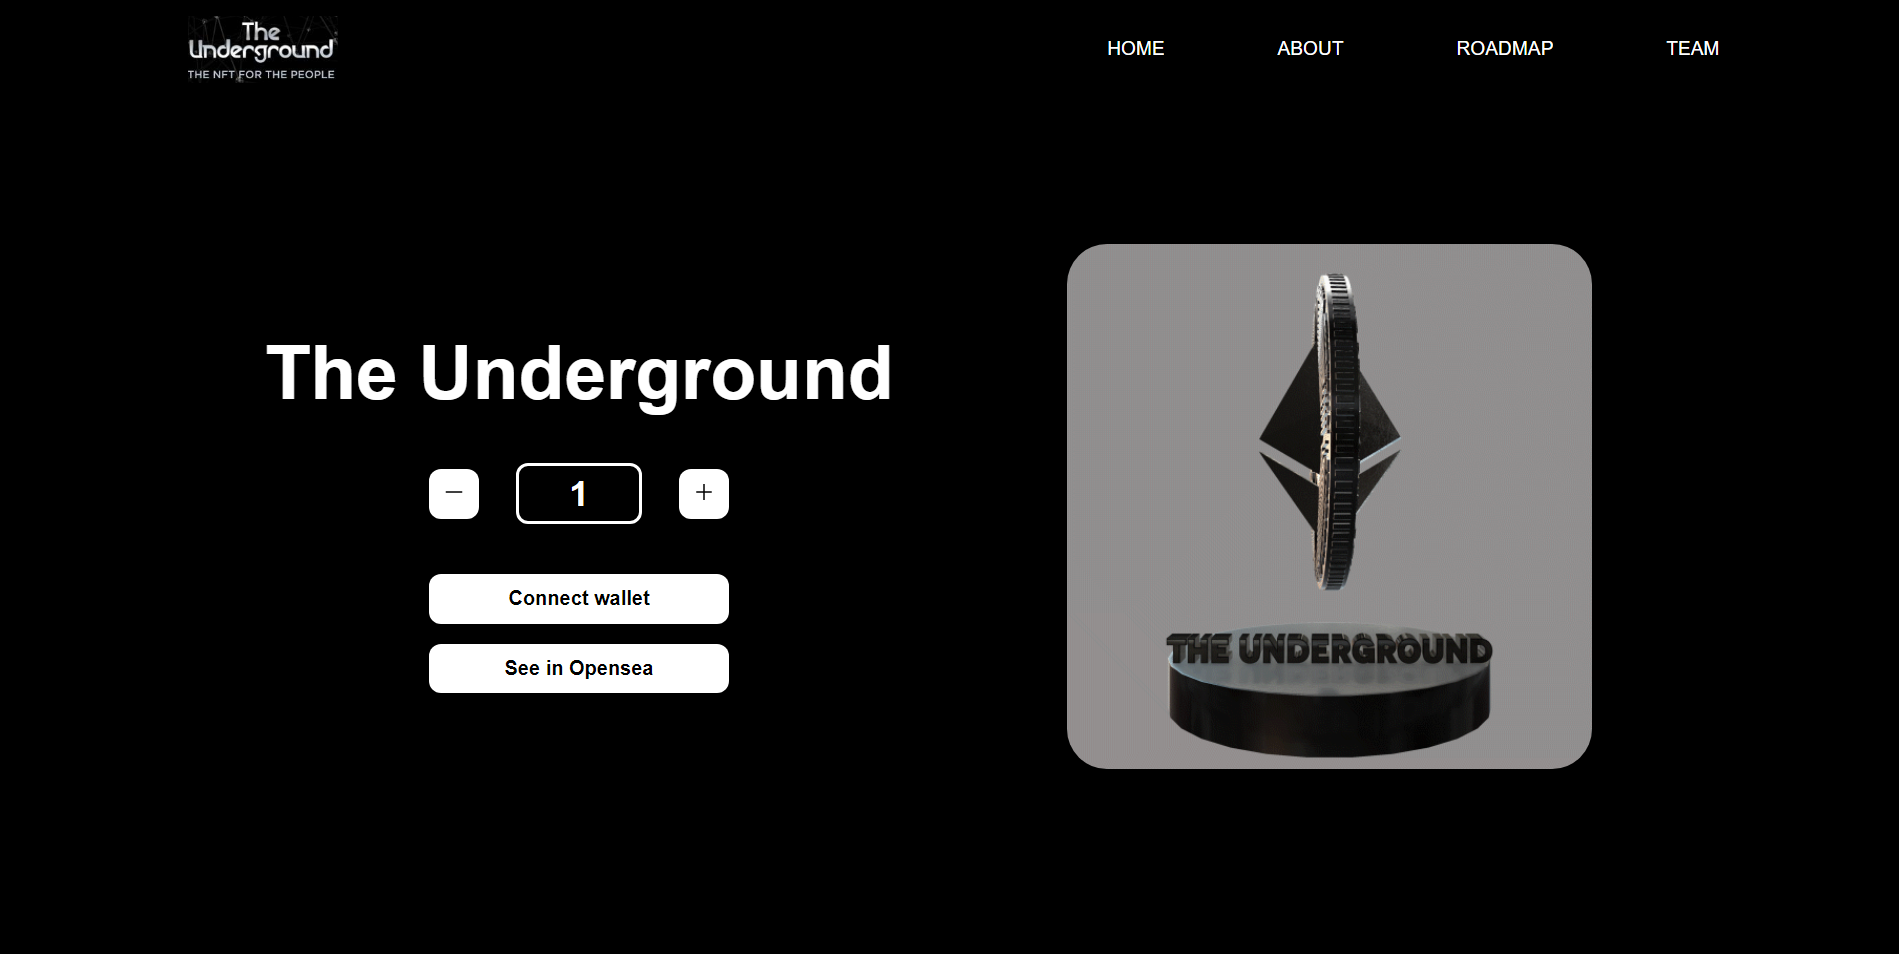 The
Underground
THE NFT FOR THE PEOPLE
HOME
ABOUT
ROADMAP
TEAM
The Underground
1
Connect wallet
See in Opensea
THE UNDERGROUND